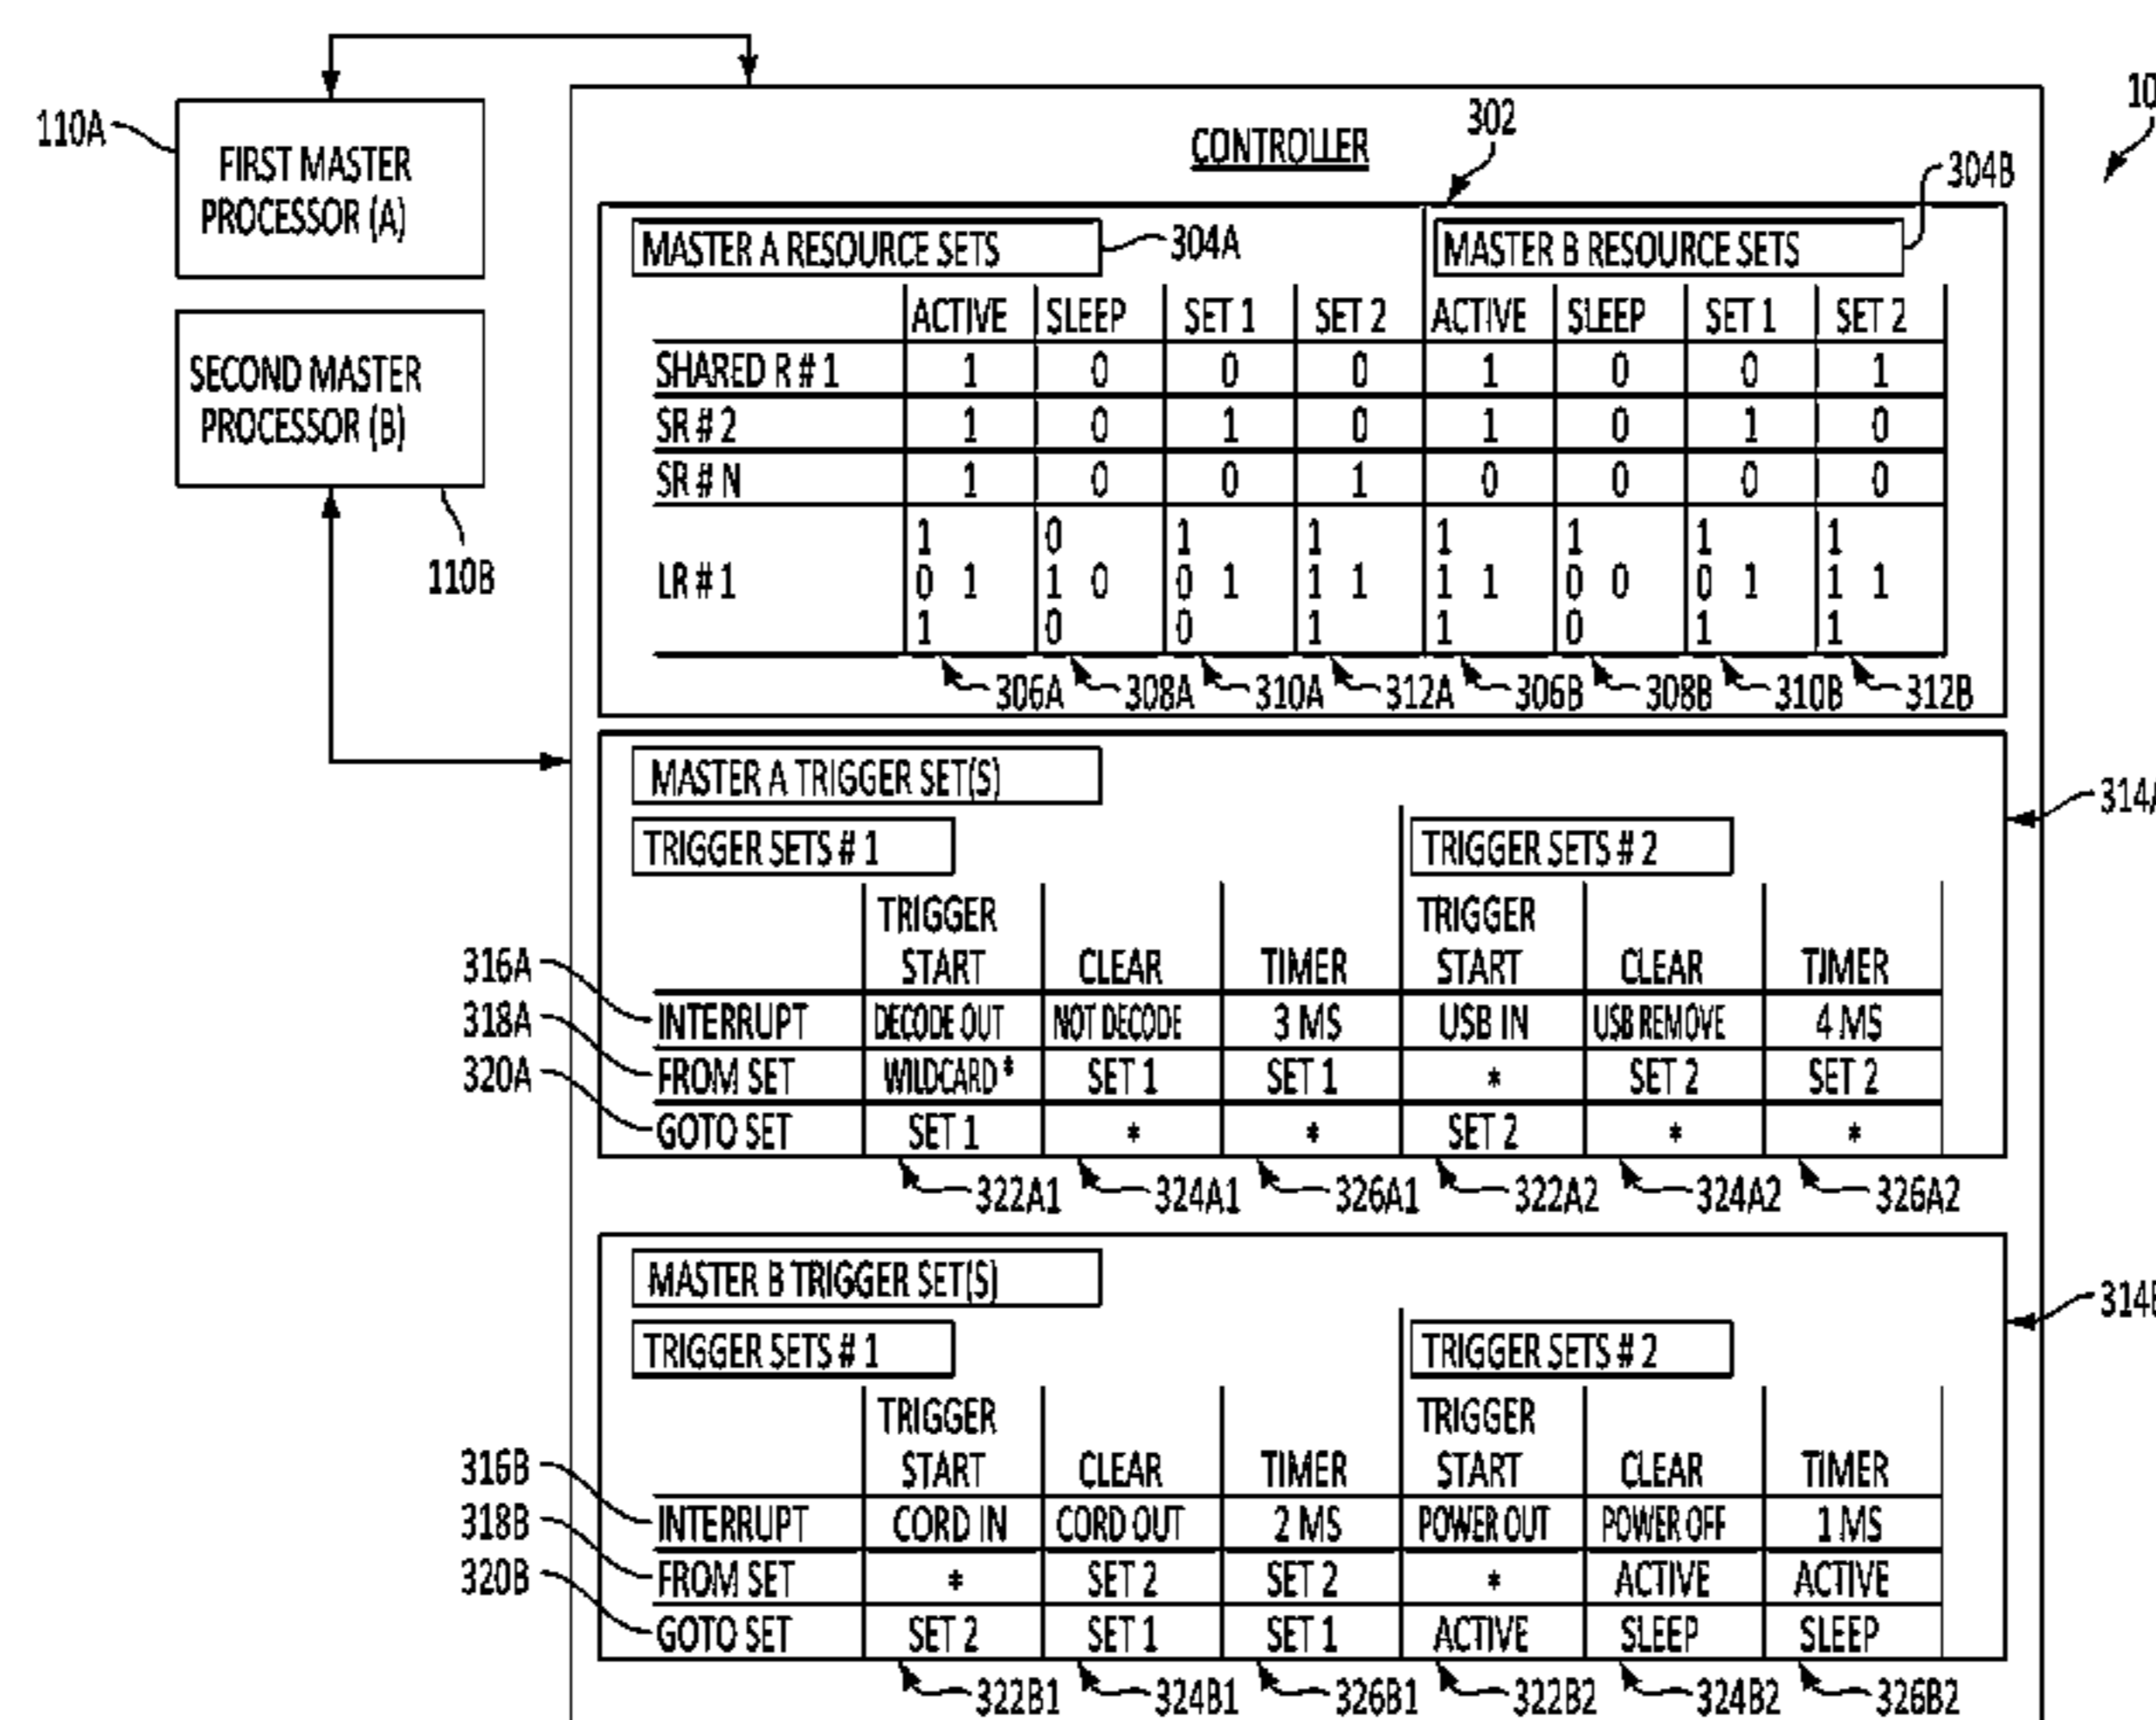 10
110A
FIRST MASTER
PROCESSOR (A)
SECOND MASTER
PROCESSOR (B)
110B
CONTROLLER
302
304B
MASTER A RESOURCE SETS
304A
MASTER B RESOURCE SETS
ACTIVE SLEEP SET 1 SET 2 ACTIVE SLEEP SET 1 SET 2
SHARED R # 1 1 0 0 0 1 0 0 1
SR # 2 1 0 1 0 1 0 1 0
SR # N 1 0 0 1 0 0 0 0
1 0 1 1 1 1 1 1
LR # 1 0 1 1 0 0 1 1 1 1 1 0 0 0 1 1 1
1 0 0 1 1 0 1 1
306A 308A 310A 312A 306B 308B 310B 312B
MASTER A TRIGGER SET(S)
314A
TRIGGER SETS # 1 TRIGGER SETS # 2
TRIGGER TRIGGER
START CLEAR TIMER START CLEAR TIMER
316A INTERRUPT DECODE OUT NOT DECODE 3 MS USB IN USB REMOVE 4 MS
318A FROM SET WILDCARD * SET 1 SET 1 * SET 2 SET 2
320A GOTO SET SET 1 * * SET 2 * *
322A1 324A1 326A1 322A2 324A2 326A2
MASTER B TRIGGER SET(S)
314B
TRIGGER SETS # 1 TRIGGER SETS # 2
TRIGGER TRIGGER
START CLEAR TIMER START CLEAR TIMER
316B INTERRUPT CORD IN CORD OUT 2 MS POWER OUT POWER OFF 1 MS
318B FROM SET * SET 2 SET 2 * ACTIVE ACTIVE
320B GOTO SET SET 2 SET 1 SET 1 ACTIVE SLEEP SLEEP
322B1 324B1 326B1 322B2 324B2 326B2